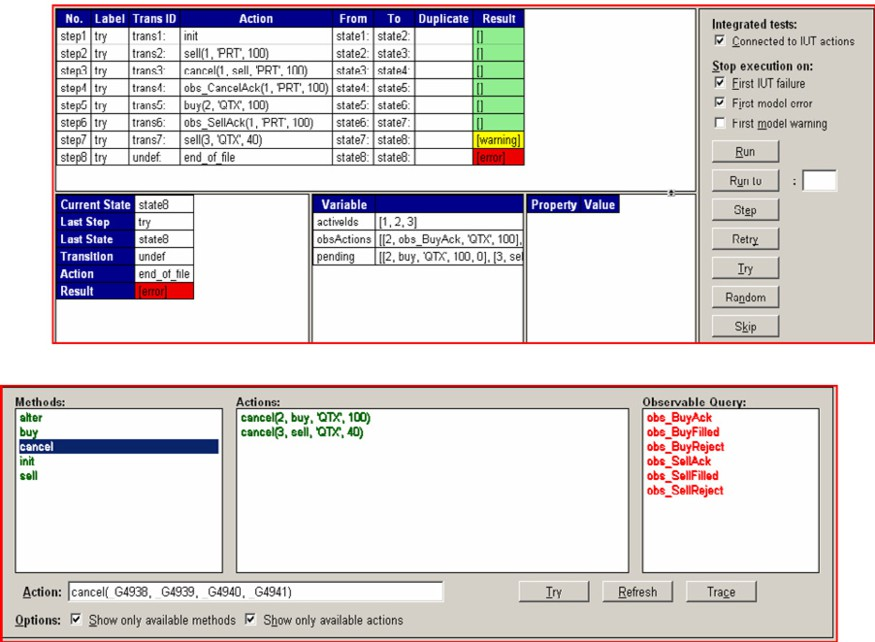 No. Label Trans ID Action From To Duplicate Result
step1 try trans1: init state1: state2: []
step2 try trans2: sell(1, 'PRT', 100) state2: state3: []
step3 try trans3: cancel(1, sell, 'PRT', 100) state3: state4: []
step4 try trans4: obs_CancelAck(1, 'PRT', 100) state4: state5: []
step5 try trans5: buy(2, 'QTX', 100) state5: state6: []
step6 try trans6: obs_SellAck(1, 'PRT', 100) state6: state7: []
step7 try trans7: sell(3, 'QTX', 40) state7: state8: [warning]
step8 try undef: end_of_file state8: state8: [error]
Integrated tests:
Connected to IUT actions
Stop execution on:
First IUT failure
First model error
First model warning
Run
Run to :
Step
Retry
Try
Random
Skip
Current State state8
Last Step try
Last State state8
Transition undef
Action end_of_file
Result [error]
Variable
activeIds [1, 2, 3]
obsActions [[2, obs_BuyAck, 'QTX', 100],
pending [[2, buy, 'QTX', 100, 0], [3, sel
Property Value
Methods:
alter
buy
cancel
init
sell
Actions:
cancel(2, buy, 'QTX', 100)
cancel(3, sell, 'QTX', 40)
Observable Query:
obs_BuyAck
obs_BuyFilled
obs_BuyReject
obs_SellAck
obs_SellFilled
obs_SellReject
Action: cancel(_G4938, _G4939, _G4940, _G4941)
Try
Refresh
Trace
Options: Show only available methods Show only available actions